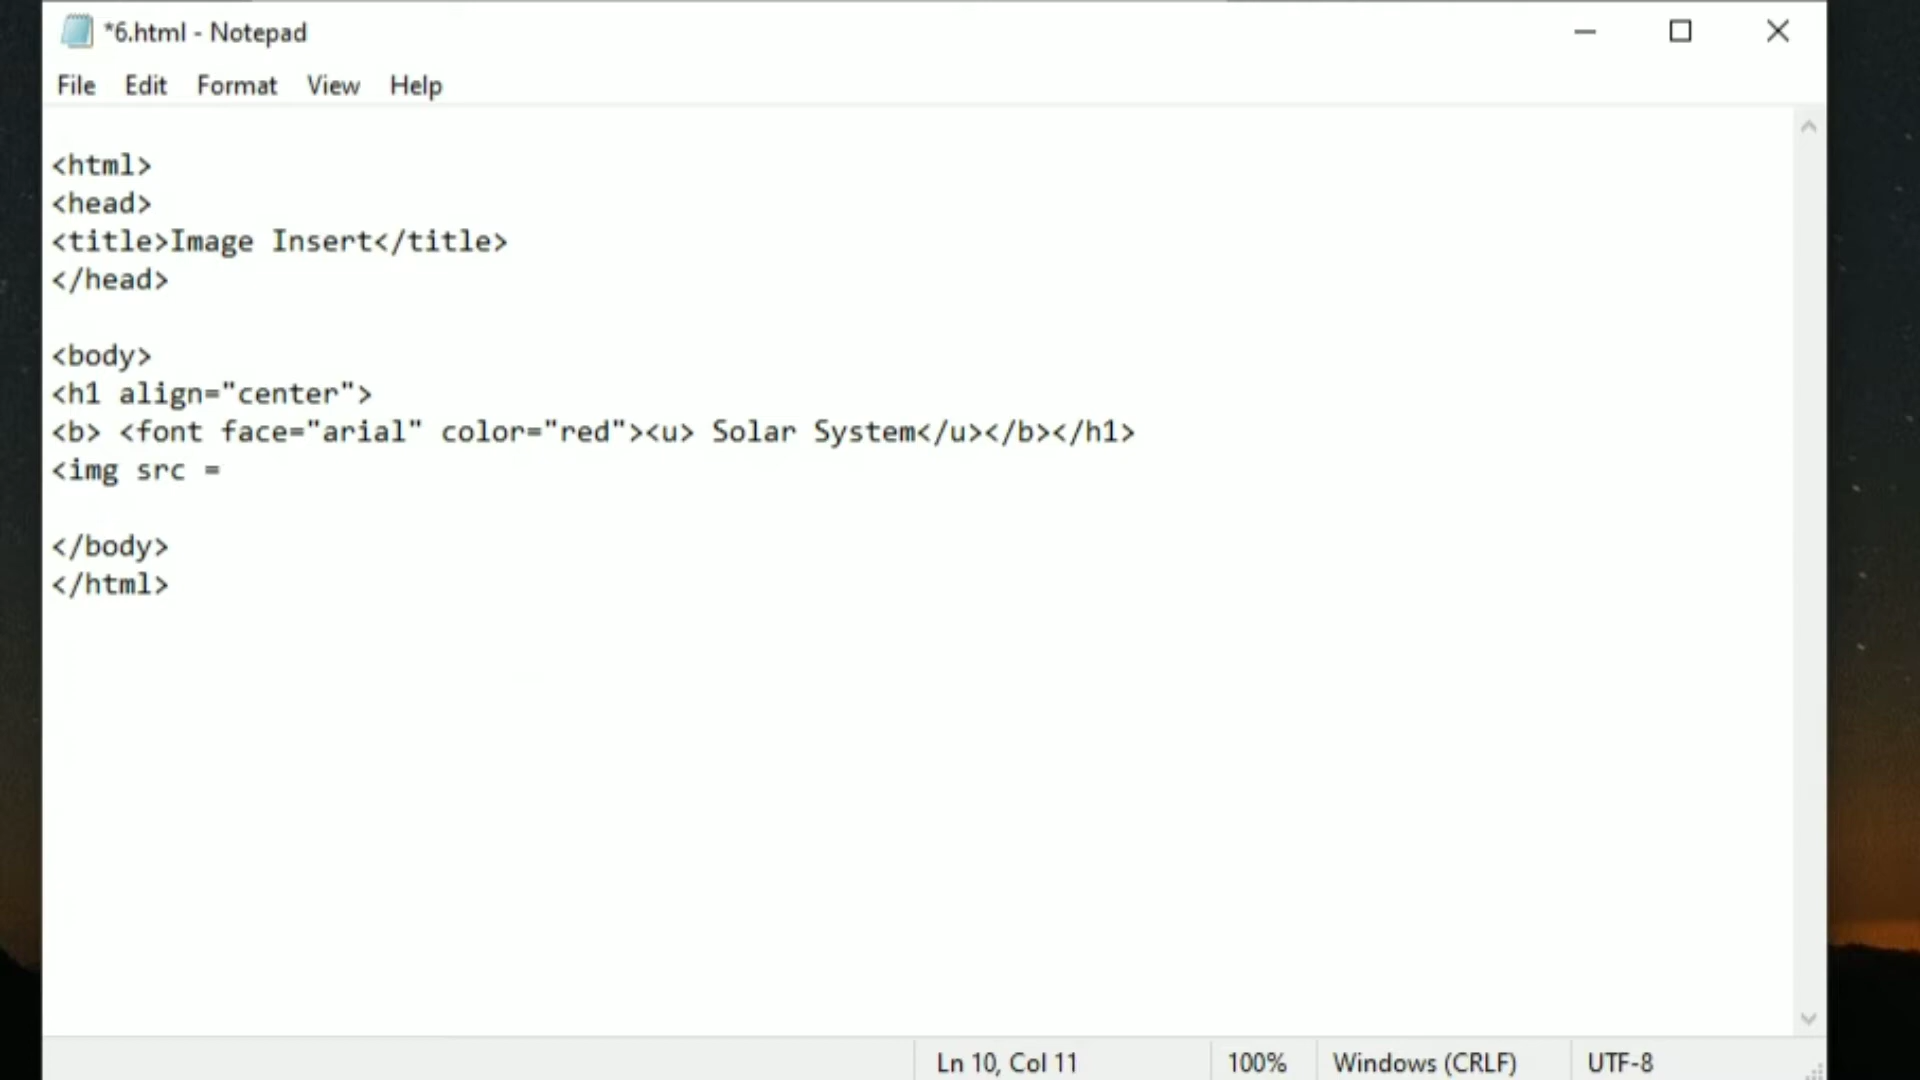 *6.html - Notepad
File Edit Format View Help
<html>
<head>
<title>Image Insert</title>
</head>
<body>
<h1 align="center">
<b> <font face="arial" color="red"><u> Solar System</u></b></h1>
<img src =
</body>
</html>
Ln 10, Col 11 100% Windows (CRLF) UTF-8